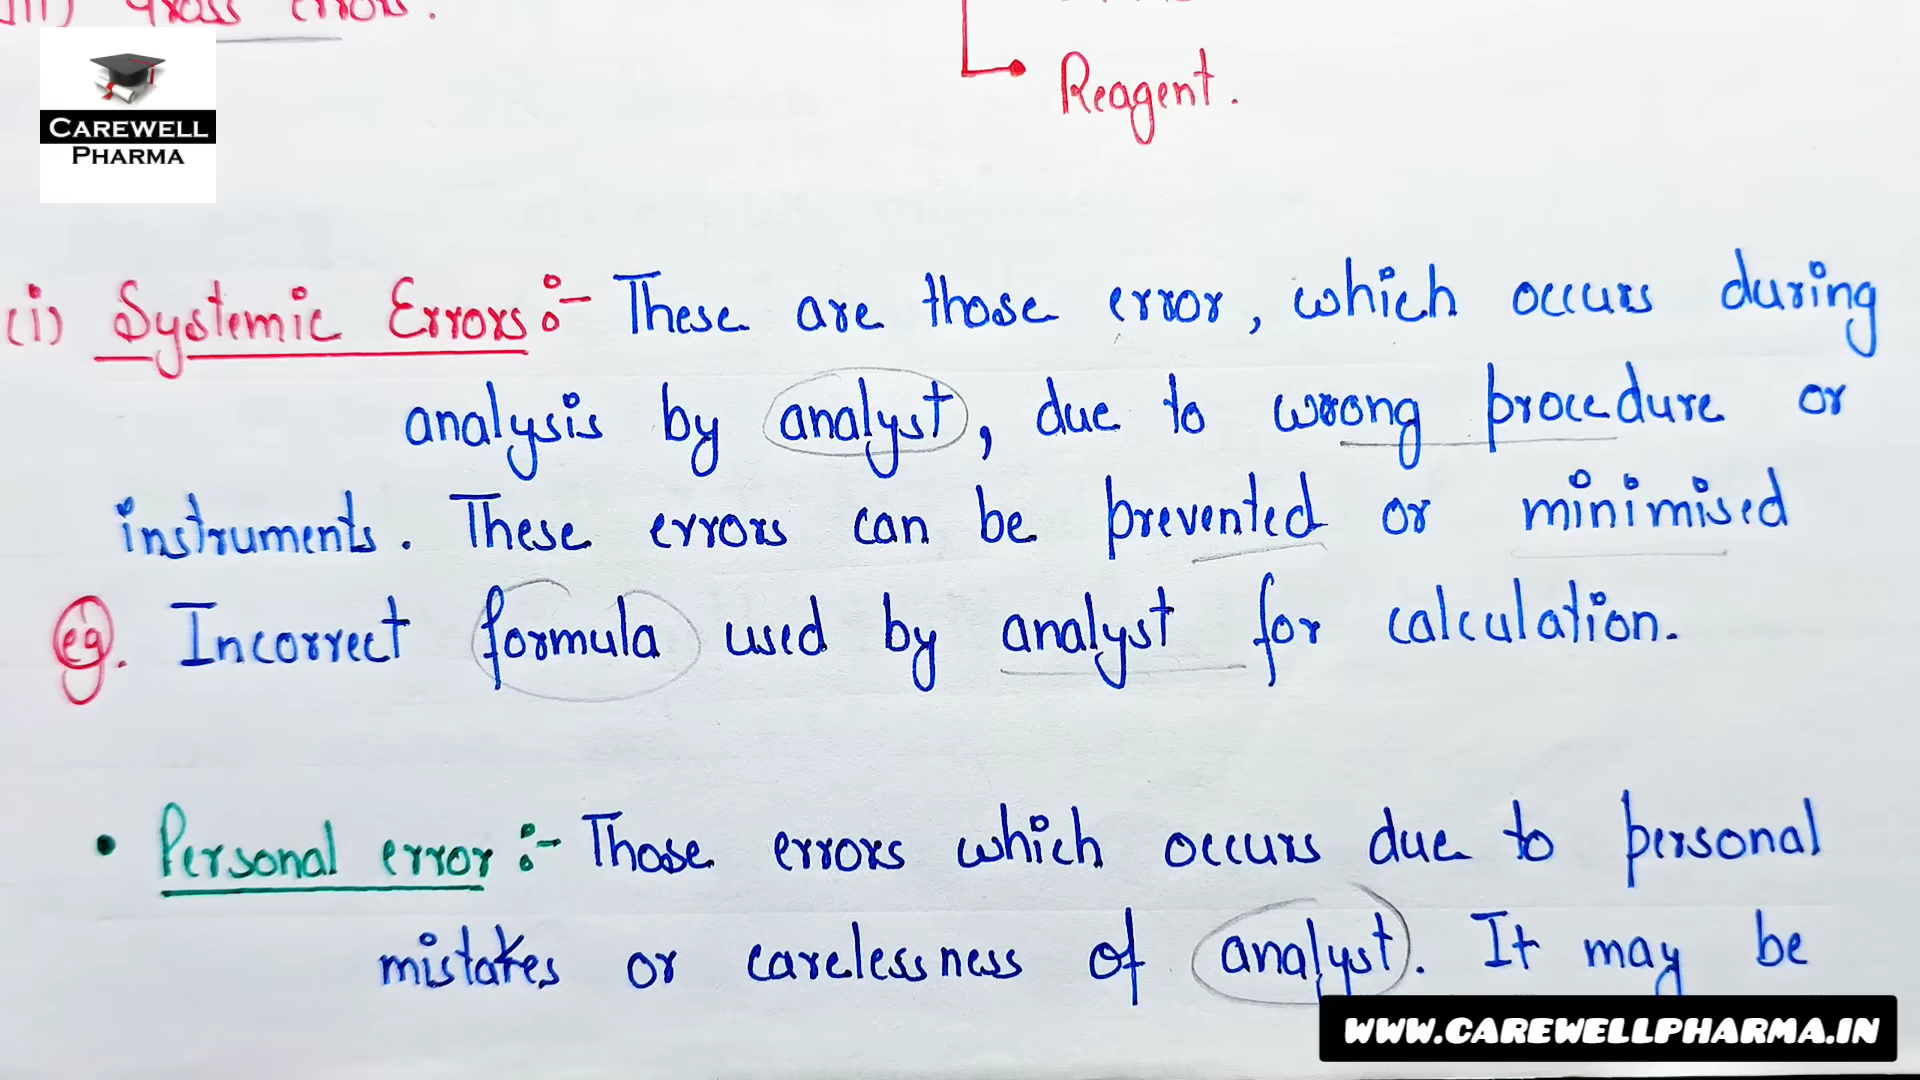 Gross errors.
Reagent.
CAREWELL
PHARMA
(i) Systemic Errors :- These are those error, which occurs during
analysis by analyst, due to wrong procedure or
instruments. These errors can be prevented or minimised
eg. Incorrect formula used by analyst for calculation.
• Personal error :- Those errors which occurs due to personal
mistakes or carelessness of analyst. It may be
WWW.CAREWELLPHARMA.IN